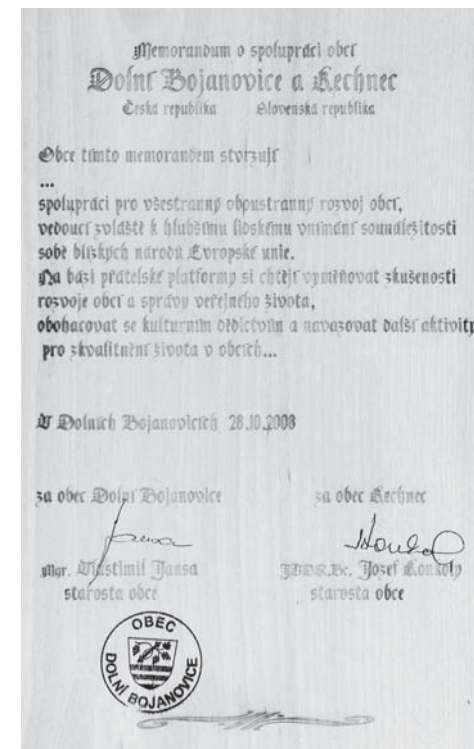 Memorandum o spolupráci obcí
Dolní Bojanovice a Kechnec
Česká republika Slovenská republika
Obce tímto memorandem stvrzují
...
spolupráci pro všestranný oboustranný rozvoj obcí,
vedoucí zvláště k hlubšímu lidskému vnímání sounáležitosti
sobě blízkých národů Evropské unie.
Na bázi přátelské platformy si chtějí vyměňovat zkušenosti
rozvoje obcí a správy veřejného života,
obohacovat se kulturním dědictvím a navazovat další aktivity
pro zkvalitnění života v obcích...
V Dolních Bojanovicích 28.10.2008
za obec Dolní Bojanovice za obec Kechnec
Mgr. Vlastimil Jansa JUDR.Bc. Jozef Konkoly
starosta obce starosta obce
OBEC
DOLNÍ BOJANOVICE